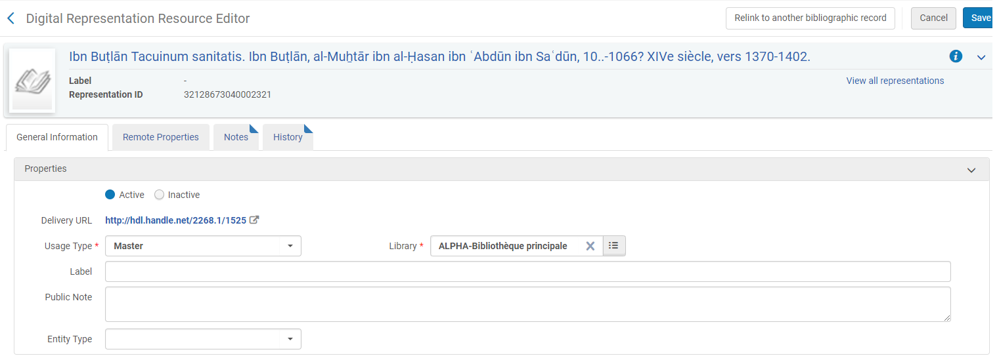 Digital Representation Resource Editor
Relink to another bibliographic record
Cancel
Save
Ibn Buṭlān Tacuinum sanitatis. Ibn Buṭlān, al-Muẖtār ibn al-Ḥasan ibn ʿAbdūn ibn Saʿdūn, 10..-1066? XIVe siècle, vers 1370-1402.
Label -
View all representations
Representation ID 32128673040002321
General Information
Remote Properties
Notes
History
Properties
Active
Inactive
Delivery URL http://hdl.handle.net/2268.1/1525
Usage Type * Master
Library * ALPHA-Bibliothèque principale
Label
Public Note
Entity Type